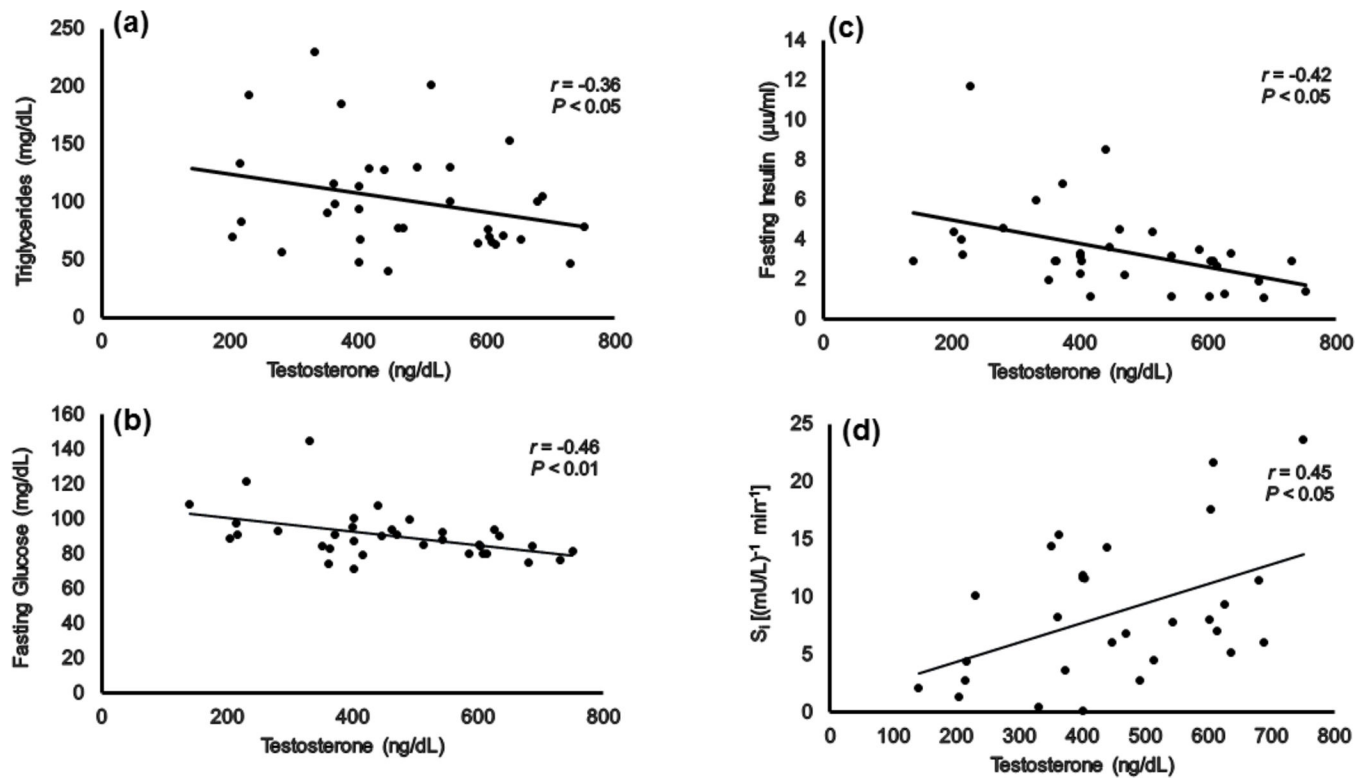 (a)
250
200
150
100
50
0
Triglycerides (mg/dL)
r = -0.36
P < 0.05
0 200 400 600 800
Testosterone (ng/dL)
(c)
14
12
10
8
6
4
2
0
Fasting Insulin (μu/ml)
r = -0.42
P < 0.05
0 200 400 600 800
Testosterone (ng/dL)
(b)
160
140
120
100
80
60
40
20
0
Fasting Glucose (mg/dL)
r = -0.46
P < 0.01
0 200 400 600 800
Testosterone (ng/dL)
(d)
25
20
15
10
5
0
S_I [(mU/L)⁻¹ min⁻¹]
r = 0.45
P < 0.05
0 100 200 300 400 500 600 700 800
Testosterone (ng/dL)